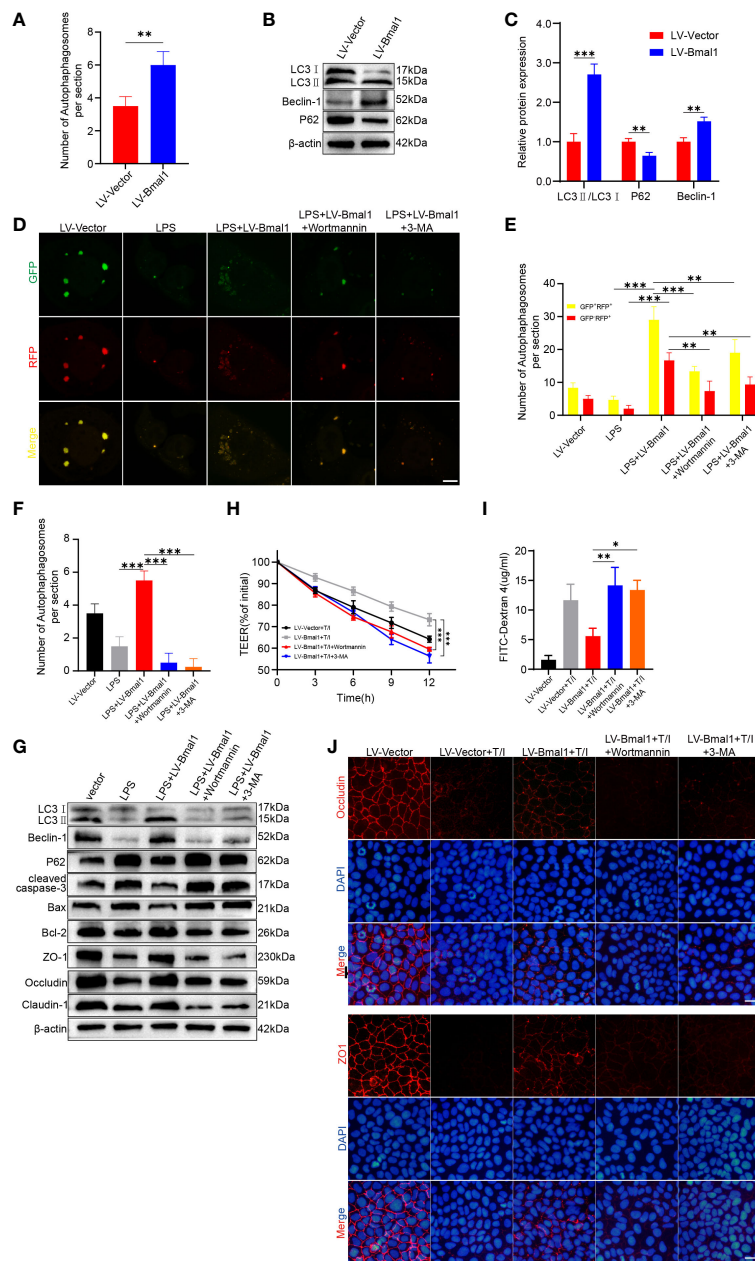 A
Number of Autophagosomes
per section
8
6
4
2
0
**
LV-Vector
LV-Bmal1
B
LV-Vector
LV-Bmal1
LC3 Ⅰ
17kDa
LC3 Ⅱ
15kDa
Beclin-1
52kDa
P62
62kDa
β-actin
42kDa
C
LV-Vector
LV-Bmal1
Relative protein expression
4.0
3.0
2.0
1.0
0.0
***
**
**
LC3Ⅱ/LC3 Ⅰ
P62
Beclin-1
D
LV-Vector
LPS
LPS+LV-Bmal1
LPS+LV-Bmal1
+Wortmannin
LPS+LV-Bmal1
+3-MA
GFP
RFP
Merge
E
GFP+RFP+
GFP-RFP+
Number of Autophagosomes
per section
40
30
20
10
0
***
**
***
***
**
**
LV-Vector
LPS
LPS+LV-Bmal1
LPS+LV-Bmal1
+Wortmannin
LPS+LV-Bmal1
+3-MA
F
Number of Autophagosomes
per section
8
6
4
2
0
***
***
***
LV-Vector
LPS
LPS+LV-Bmal1
LPS+LV-Bmal1
+Wortmannin
LPS+LV-Bmal1
+3-MA
H
TEER(%of initial)
100
90
80
70
60
50
0
3
6
9
12
Time(h)
LV-Vector+T/I
LV-Bmal1+T/I
LV-Bmal1+T/I+Wortmannin
LV-Bmal1+T/I+3-MA
***
***
I
FITC-Dextran 4(ug/ml)
20
15
10
5
0
*
**
LV-Vector
LV-Vector+T/I
LV-Bmal1+T/I
LV-Bmal1+T/I
+Wortmannin
LV-Bmal1+T/I
+3-MA
G
vector
LPS
LPS+LV-Bmal1
LPS+LV-Bmal1
+Wortmannin
LPS+LV-Bmal1
+3-MA
LC3 Ⅰ
17kDa
LC3 Ⅱ
15kDa
Beclin-1
52kDa
P62
62kDa
cleaved
caspase-3
17kDa
Bax
21kDa
Bcl-2
26kDa
ZO-1
230kDa
Occludin
59kDa
Claudin-1
21kDa
β-actin
42kDa
J
LV-Vector
LV-Vector+T/I
LV-Bmal1+T/I
LV-Bmal1+T/I
+Wortmannin
LV-Bmal1+T/I
+3-MA
Occludin
DAPI
Merge
ZO1
DAPI
Merge